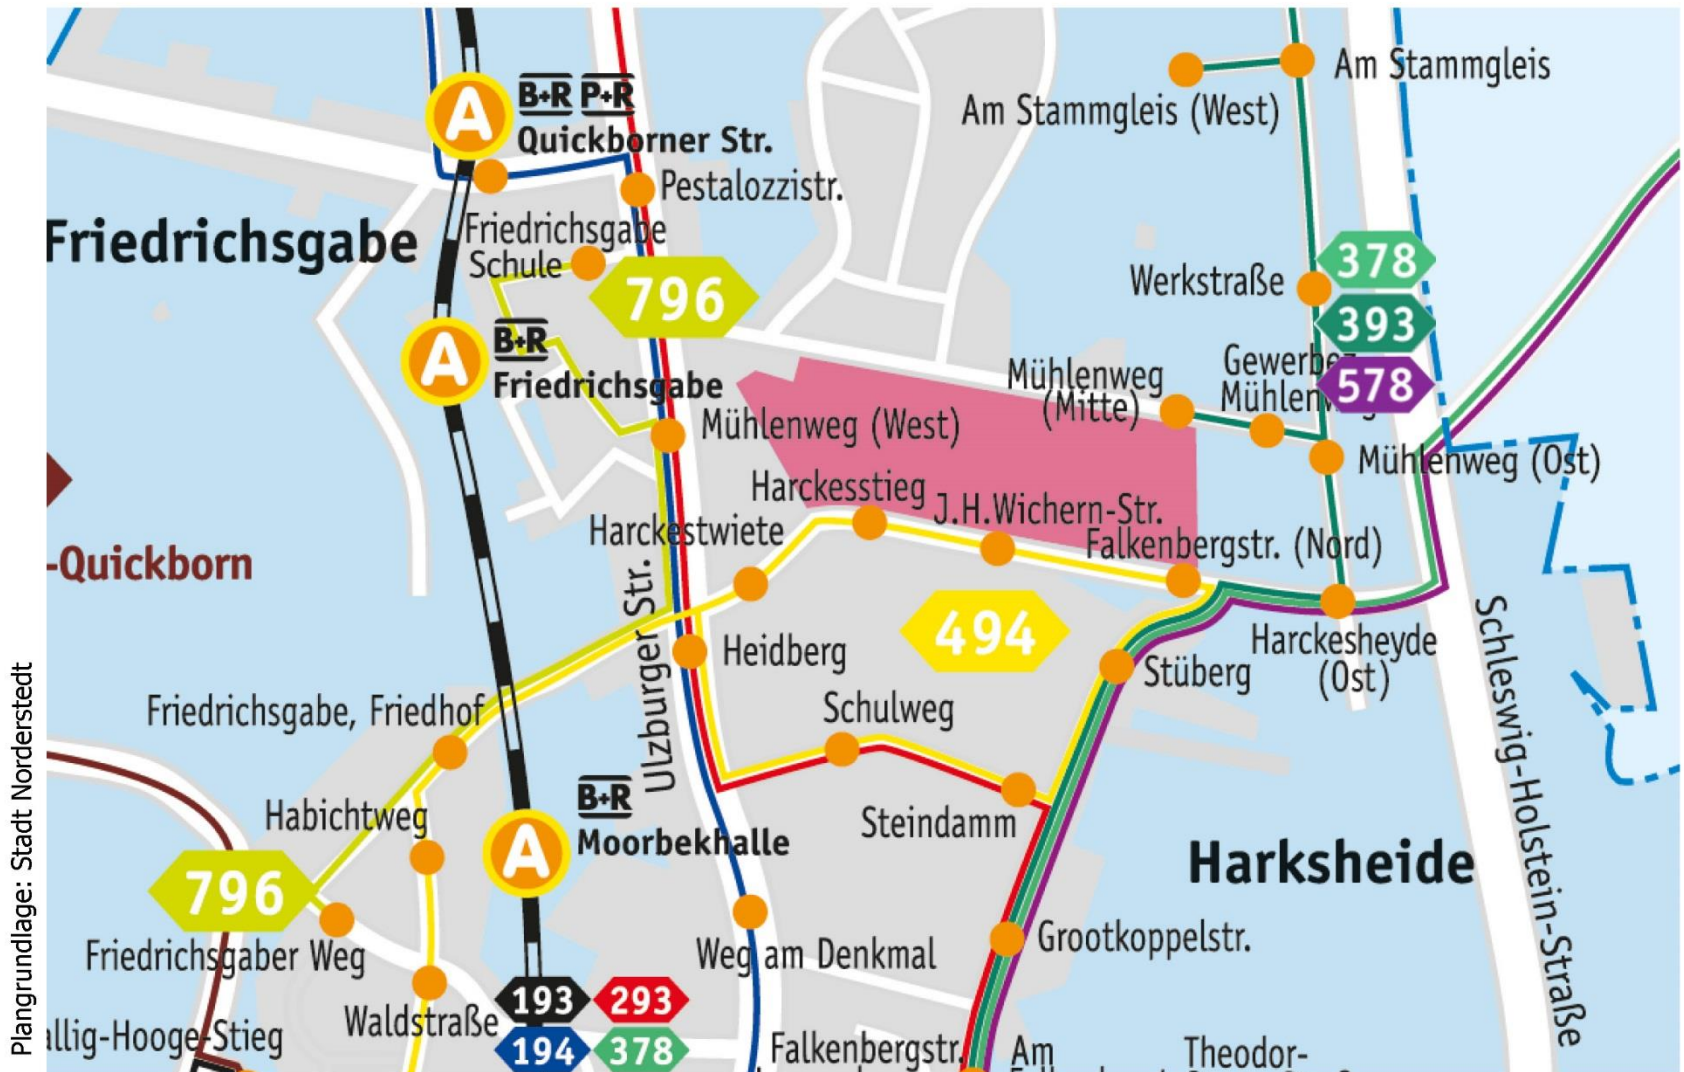 Am Stammgleis
Am Stammgleis (West)
A
B+R P+R
Quickborner Str.
Pestalozzistr.
Friedrichsgabe
Friedrichsgabe
Schule
796
Werkstraße
378
393
578
A
B+R
Friedrichsgabe
Mühlenweg
(Mitte)
Mühlenweg (West)
Mühlenweg (Ost)
Harckesstieg
J.H.Wichern-Str.
Harckestwiete
Falkenbergstr. (Nord)
-Quickborn
Ulzburger Str.
494
Heidberg
Stüberg
Harckesheyde
(Ost)
Schleswig-Holstein-Straße
Friedrichsgabe, Friedhof
Schulweg
Habichtweg
A
B+R
Moorbekhalle
Steindamm
Harksheide
796
Friedrichsgaber Weg
Weg am Denkmal
Grootkoppelstr.
Waldstraße
193
293
194
378
allig-Hooge-Stieg
Falkenbergstr.
Am
Theodor-
Plangrundlage: Stadt Norderstedt